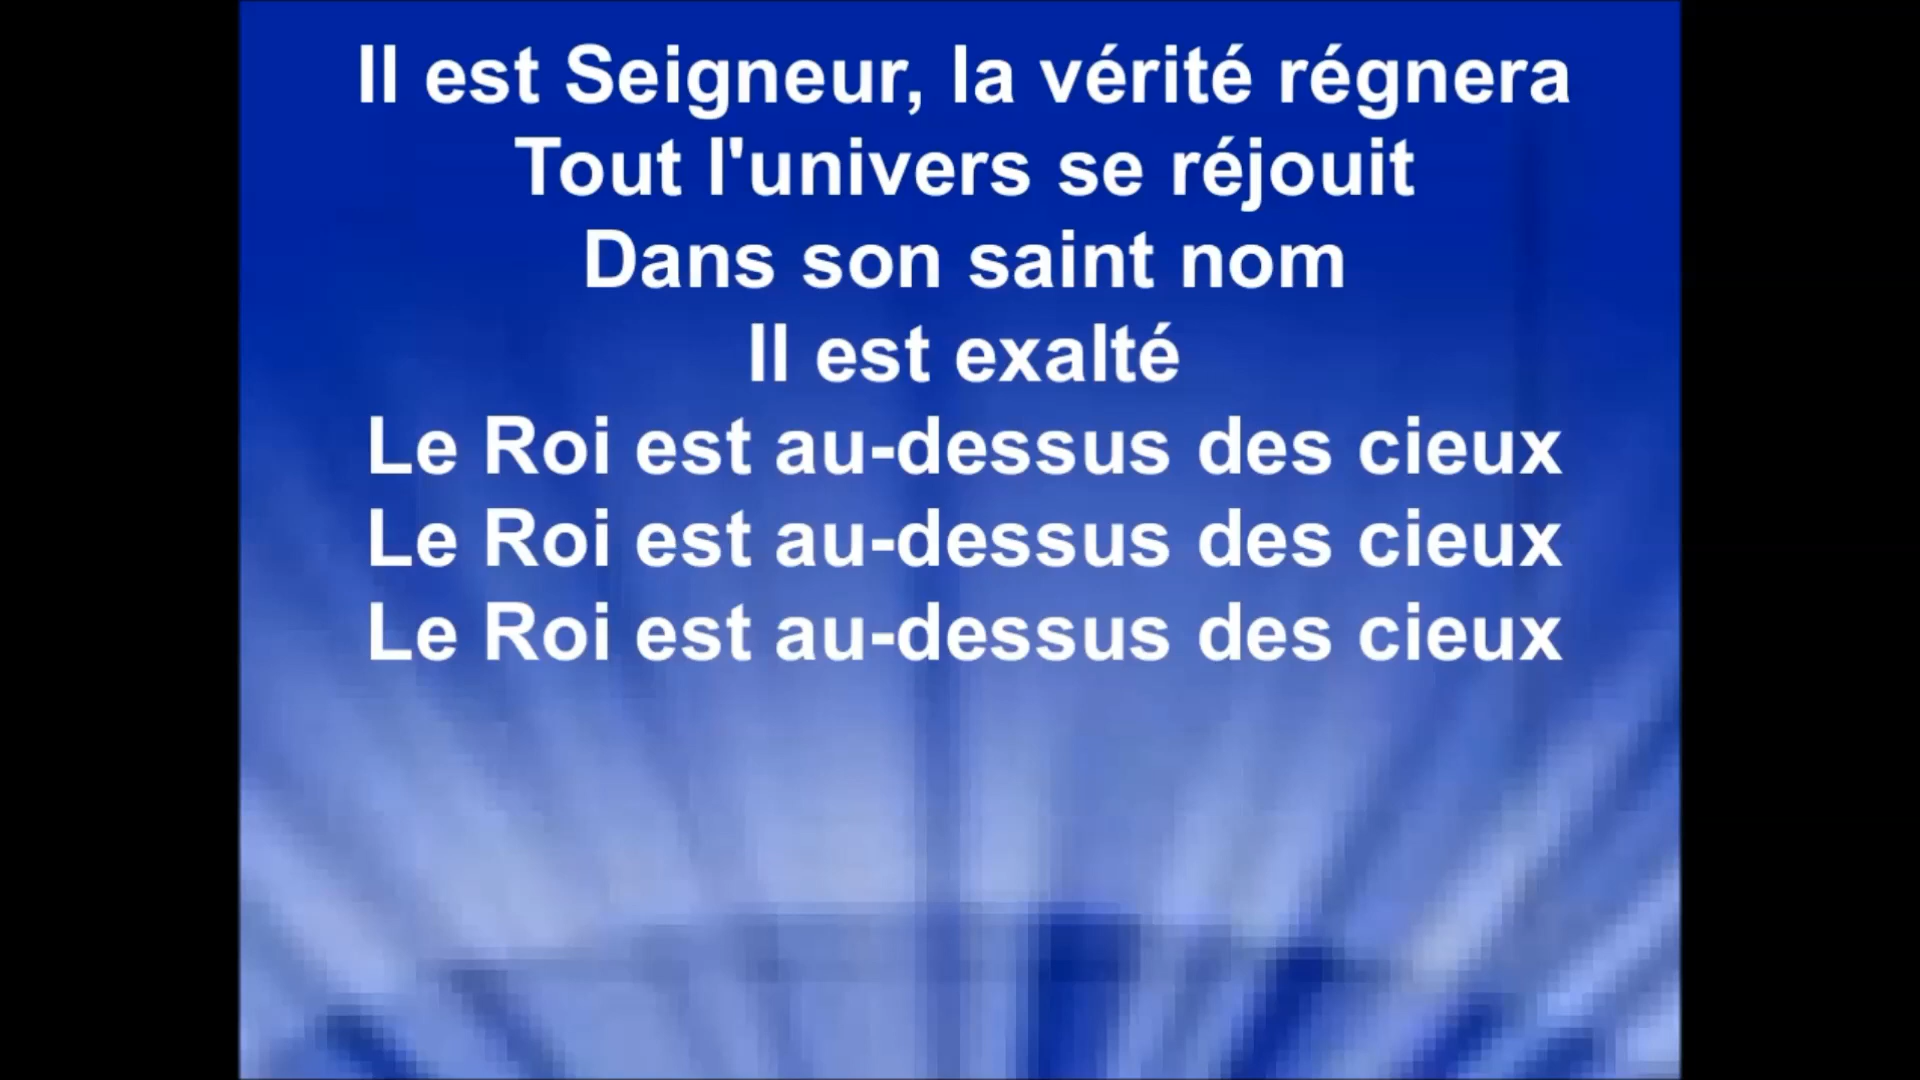 Il est Seigneur, la vérité régnera
Tout l'univers se réjouit
Dans son saint nom
Il est exalté
Le Roi est au-dessus des cieux
Le Roi est au-dessus des cieux
Le Roi est au-dessus des cieux